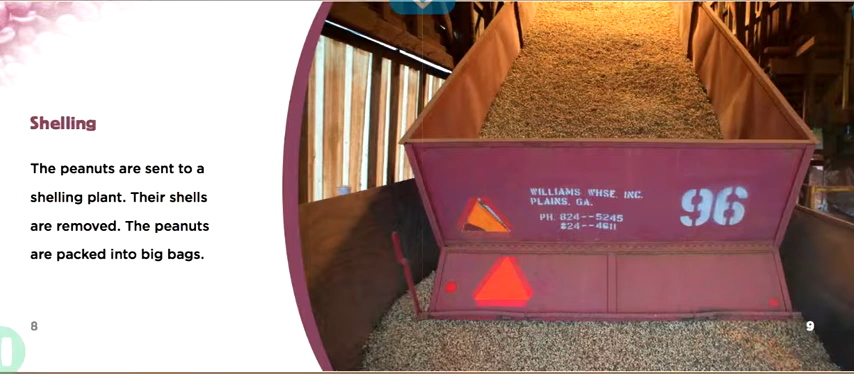 Shelling
The peanuts are sent to a
shelling plant. Their shells
are removed. The peanuts
are packed into big bags.
8
WILLIAMS WHSE. INC.
PLAINS, GA.
PH. 824--5245
824--4611
96
9